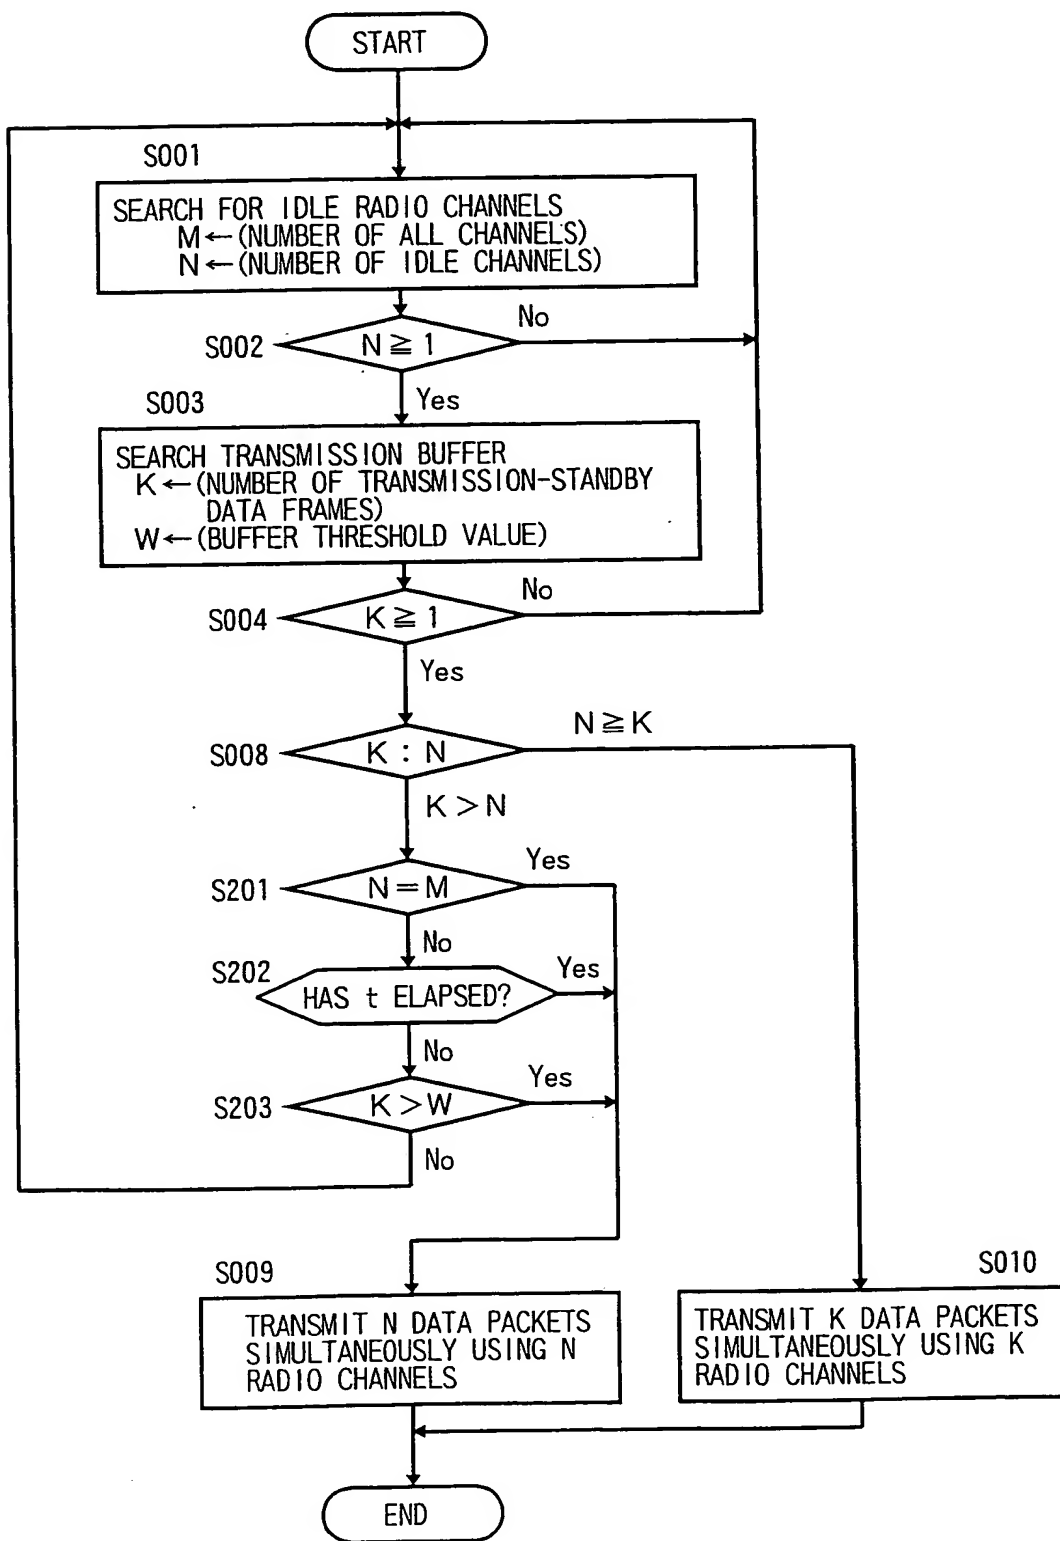 START
S001
SEARCH FOR IDLE RADIO CHANNELS
M←(NUMBER OF ALL CHANNELS)
N←(NUMBER OF IDLE CHANNELS)
S002
N≧1
No
Yes
S003
SEARCH TRANSMISSION BUFFER
K←(NUMBER OF TRANSMISSION-STANDBY
DATA FRAMES)
W←(BUFFER THRESHOLD VALUE)
S004
K≧1
No
Yes
S008
K : N
N≧K
K>N
S201
N=M
Yes
No
S202
HAS t ELAPSED?
Yes
No
S203
K>W
Yes
No
S009
TRANSMIT N DATA PACKETS
SIMULTANEOUSLY USING N
RADIO CHANNELS
S010
TRANSMIT K DATA PACKETS
SIMULTANEOUSLY USING K
RADIO CHANNELS
END